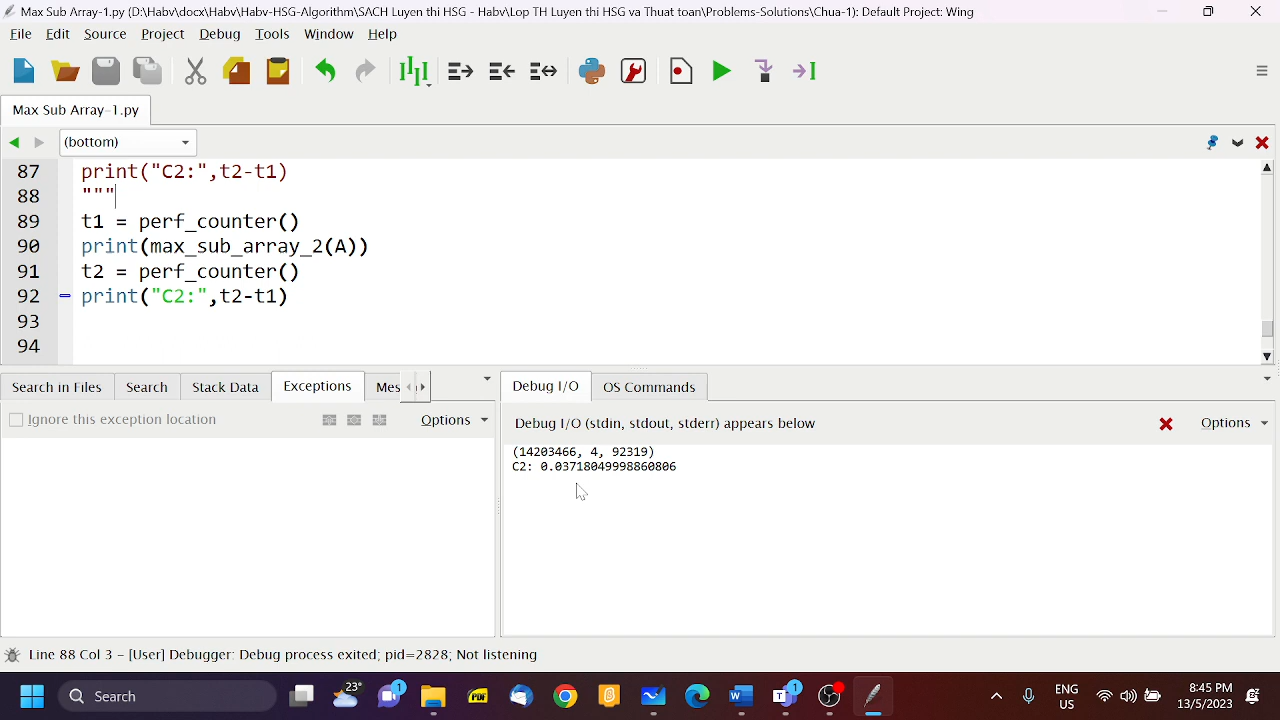 Max Sub Array-1.py (D:\Habv\docx\Habv\Habv-HSG-Algorithm\SACH Luyen thi HSG - Habv\Lop TH Luyen thi HSG va Thuat toan\Problems-Solutions\Chua-1): Default Project: Wing
File Edit Source Project Debug Tools Window Help
Max Sub Array-1.py
(bottom)
87 print("C2:",t2-t1)
88 """
89 t1 = perf_counter()
90 print(max_sub_array_2(A))
91 t2 = perf_counter()
92 print("C2:",t2-t1)
93
94
Search in Files Search Stack Data Exceptions Mes
Ignore this exception location Options
Debug I/O OS Commands
Debug I/O (stdin, stdout, stderr) appears below Options
(14203466, 4, 92319)
C2: 0.03718049998860806
Line 88 Col 3 – [User] Debugger: Debug process exited; pid=2828; Not listening
Search
23°
1
PDF
1
ENG
US
8:45 PM
13/5/2023